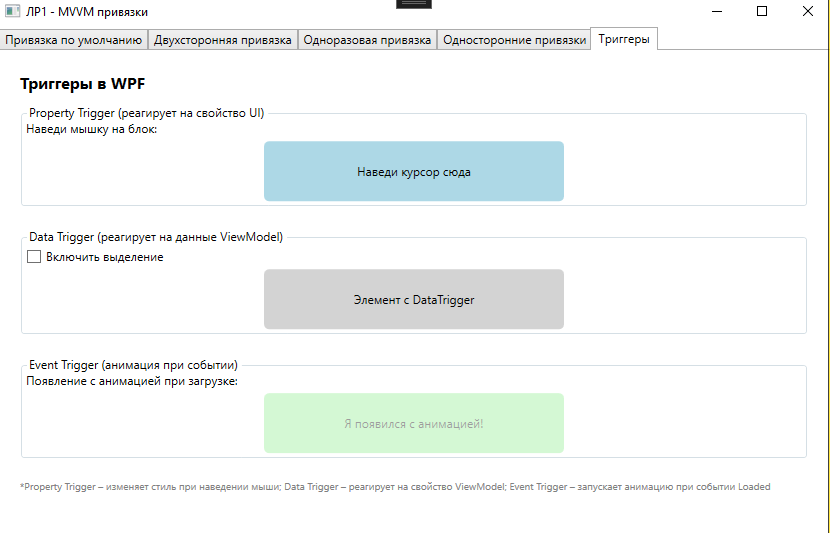 ЛР1 - MVVM привязки
Привязка по умолчанию Двухсторонняя привязка Одноразовая привязка Односторонние привязки Триггеры
Триггеры в WPF
Property Trigger (реагирует на свойство UI)
Наведи мышку на блок:
Наведи курсор сюда
Data Trigger (реагирует на данные ViewModel)
Включить выделение
Элемент с DataTrigger
Event Trigger (анимация при событии)
Появление с анимацией при загрузке:
Я появился с анимацией!
*Property Trigger – изменяет стиль при наведении мыши; Data Trigger – реагирует на свойство ViewModel; Event Trigger – запускает анимацию при событии Loaded